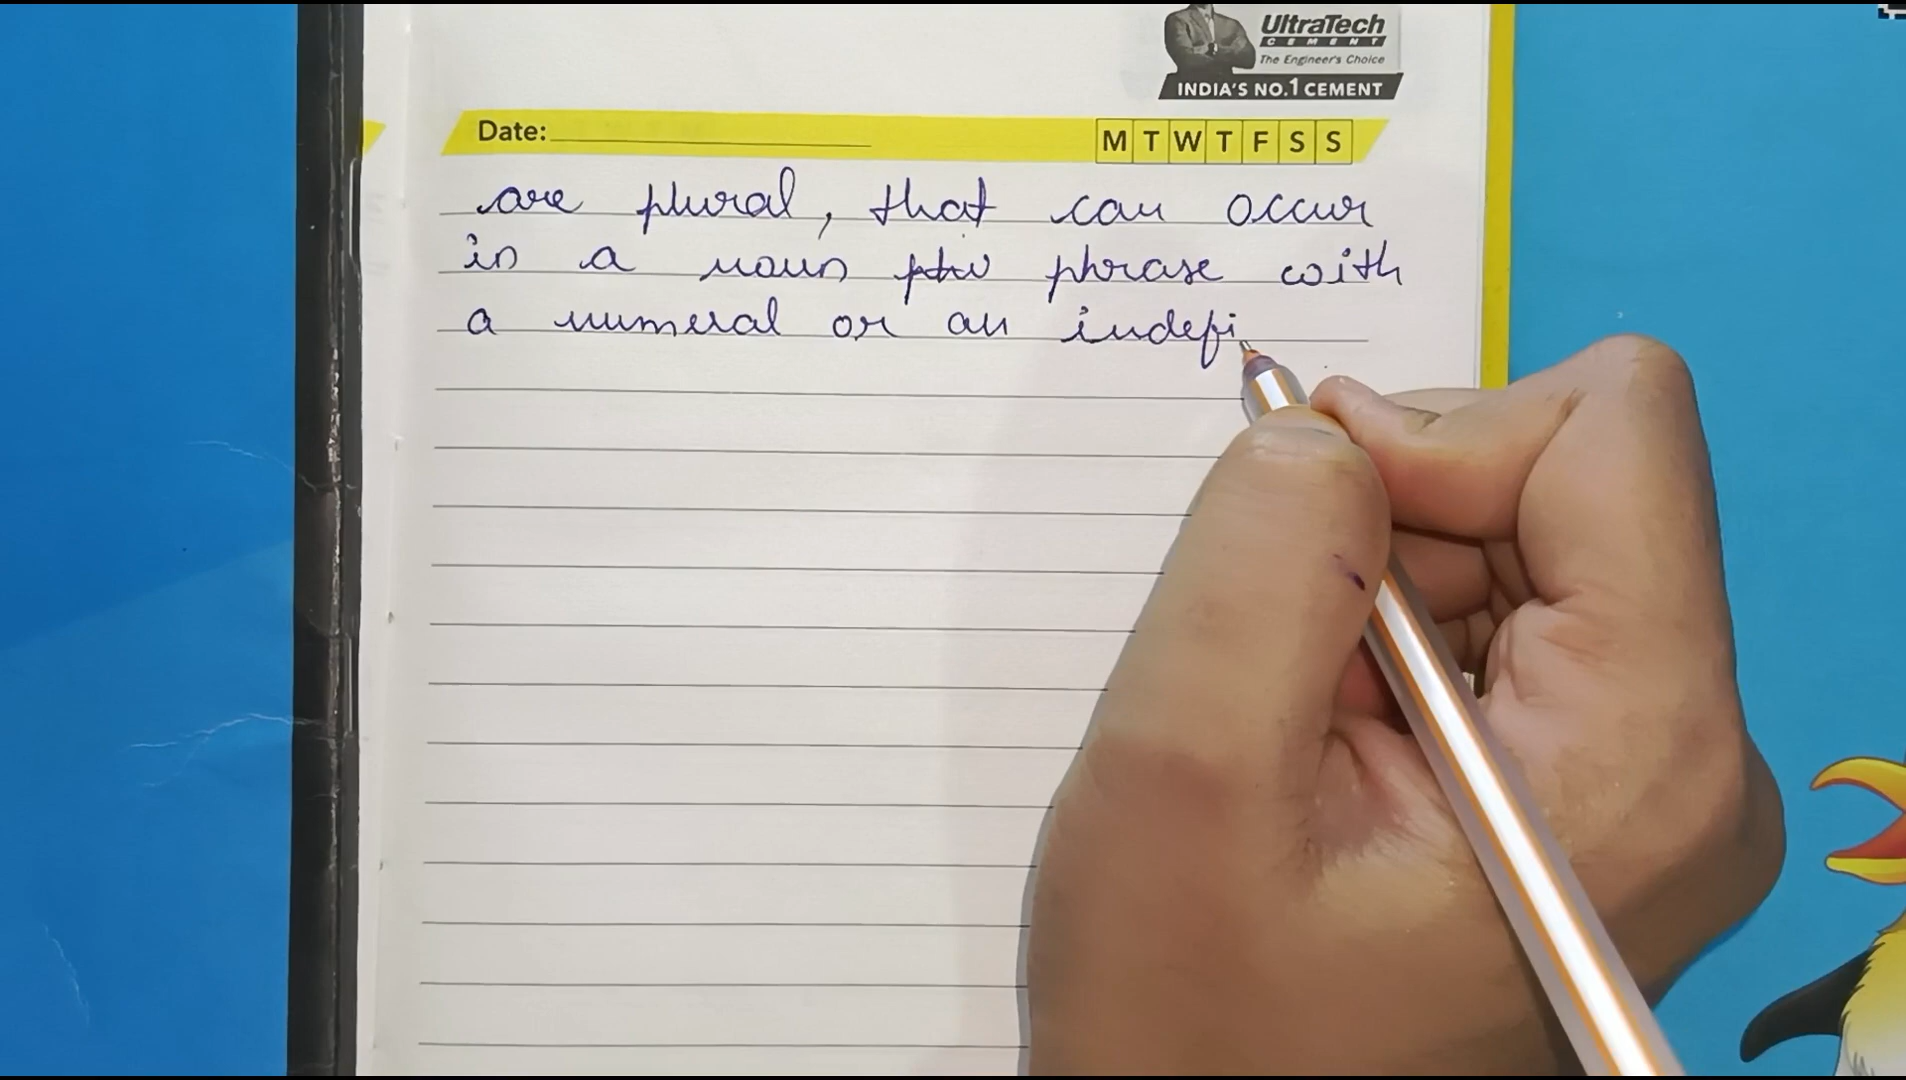 UltraTech
CEMENT
The Engineer's Choice
INDIA'S NO.1 CEMENT
Date: M T W T F S S
are plural, that can occur
in a noun phrase with
a numeral or an indefi